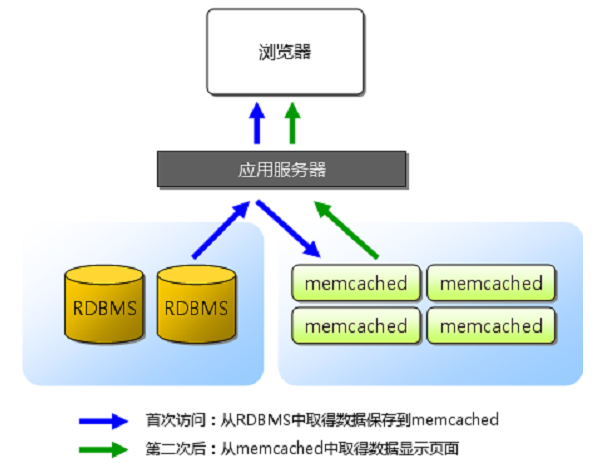 浏览器
应用服务器
RDBMS RDBMS
memcached memcached
memcached memcached
首次访问：从RDBMS中取得数据保存到memcached
第二次后：从memcached中取得数据显示页面